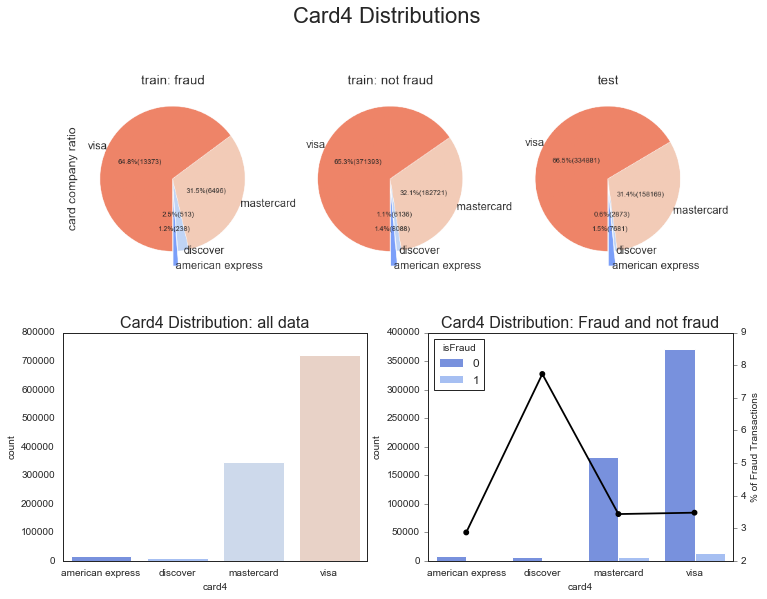 Card4 Distributions
train: fraud
train: not fraud
test
card company ratio
visa
64.8%(13373)
31.5%(6496)
mastercard
2.5%(513)
1.2%(238)
discover
american express
visa
65.3%(371393)
32.1%(182721)
mastercard
1.1%(6136)
1.4%(8088)
discover
american express
visa
66.5%(334881)
31.4%(158169)
mastercard
0.6%(2873)
1.5%(7681)
discover
american express
Card4 Distribution: all data
800000
700000
600000
500000
400000
300000
200000
100000
0
count
american express discover mastercard visa
card4
Card4 Distribution: Fraud and not fraud
400000
350000
300000
250000
200000
150000
100000
50000
0
count
isFraud
0
1
9
8
7
6
5
4
3
2
% of Fraud Transactions
american express discover mastercard visa
card4